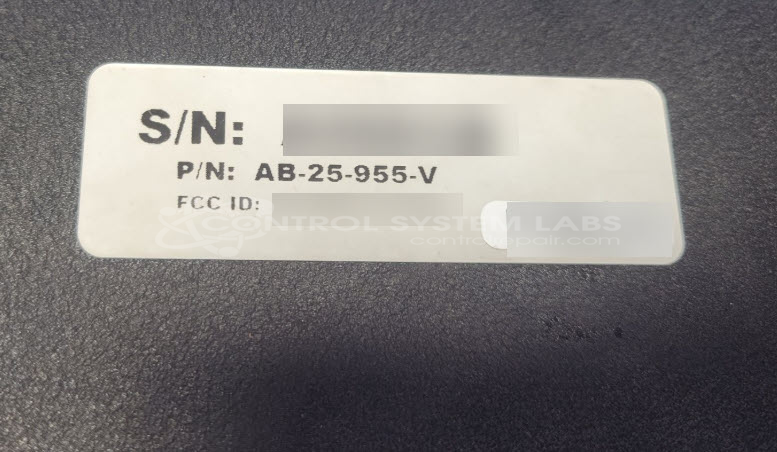 S/N:
P/N: AB-25-955-V
FCC ID:
CONTROL SYSTEM LABS
controlrepair.com